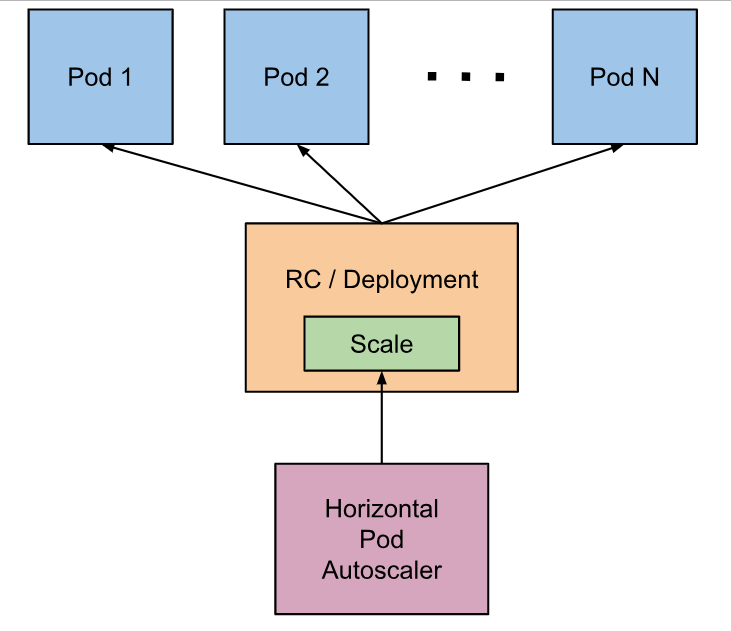 Pod 1
Pod 2
Pod N
RC / Deployment
Scale
Horizontal
Pod
Autoscaler